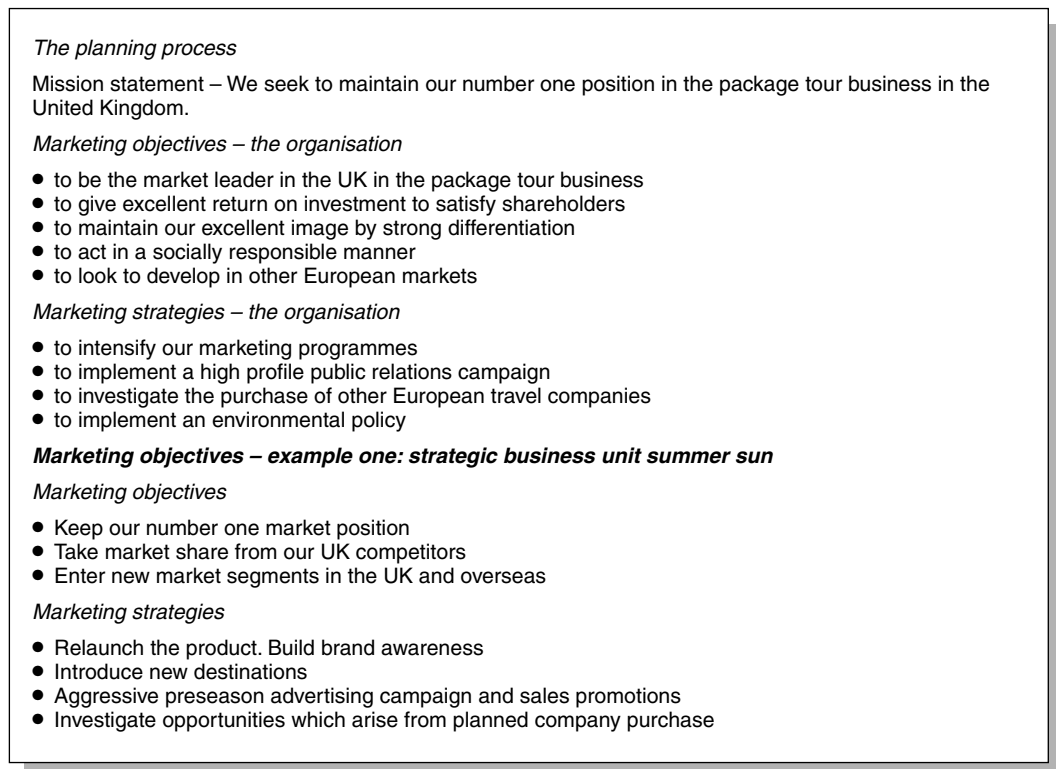 The planning process
Mission statement – We seek to maintain our number one position in the package tour business in the
United Kingdom.
Marketing objectives – the organisation
● to be the market leader in the UK in the package tour business
● to give excellent return on investment to satisfy shareholders
● to maintain our excellent image by strong differentiation
● to act in a socially responsible manner
● to look to develop in other European markets
Marketing strategies – the organisation
● to intensify our marketing programmes
● to implement a high profile public relations campaign
● to investigate the purchase of other European travel companies
● to implement an environmental policy
Marketing objectives – example one: strategic business unit summer sun
Marketing objectives
● Keep our number one market position
● Take market share from our UK competitors
● Enter new market segments in the UK and overseas
Marketing strategies
● Relaunch the product. Build brand awareness
● Introduce new destinations
● Aggressive preseason advertising campaign and sales promotions
● Investigate opportunities which arise from planned company purchase